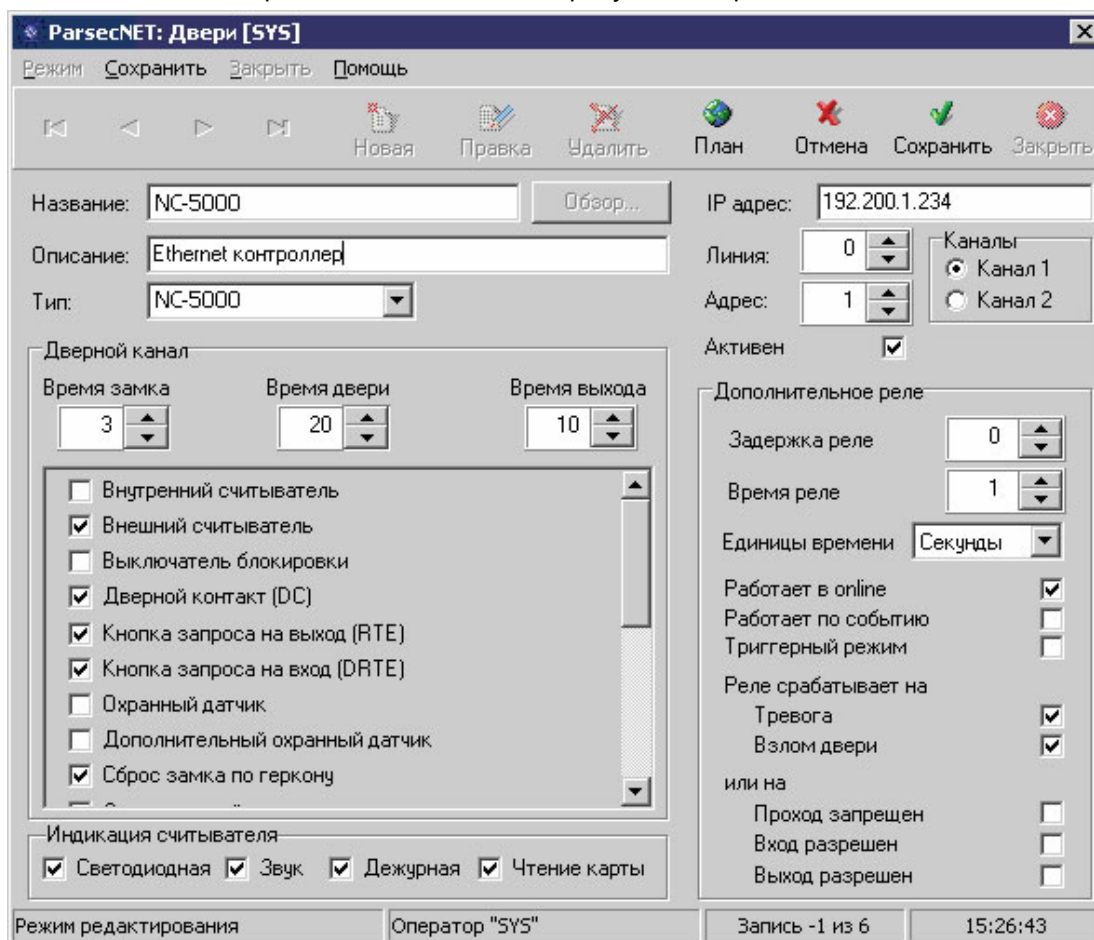 ParsecNET: Двери [SYS]
Режим Сохранить Закрыть Помощь
Новая Правка Удалить План Отмена Сохранить Закрыть
Название: NC-5000 Обзор... IP адрес: 192.200.1.234
Описание: Ethernet контроллер
Линия: 0
Каналы
Канал 1
Канал 2
Тип: NC-5000
Адрес: 1
Активен
Дверной канал
Время замка Время двери Время выхода
3 20 10
Внутренний считыватель
Внешний считыватель
Выключатель блокировки
Дверной контакт (DC)
Кнопка запроса на выход (RTE)
Кнопка запроса на вход (DRTE)
Охранный датчик
Дополнительный охранный датчик
Сброс замка по геркону
Индикация считывателя
Светодиодная Звук Дежурная Чтение карты
Дополнительное реле
Задержка реле 0
Время реле 1
Единицы времени Секунды
Работает в online
Работает по событию
Триггерный режим
Реле срабатывает на
Тревога
Взлом двери
или на
Проход запрещен
Вход разрешен
Выход разрешен
Режим редактирования Оператор "SYS" Запись -1 из 6 15:26:43